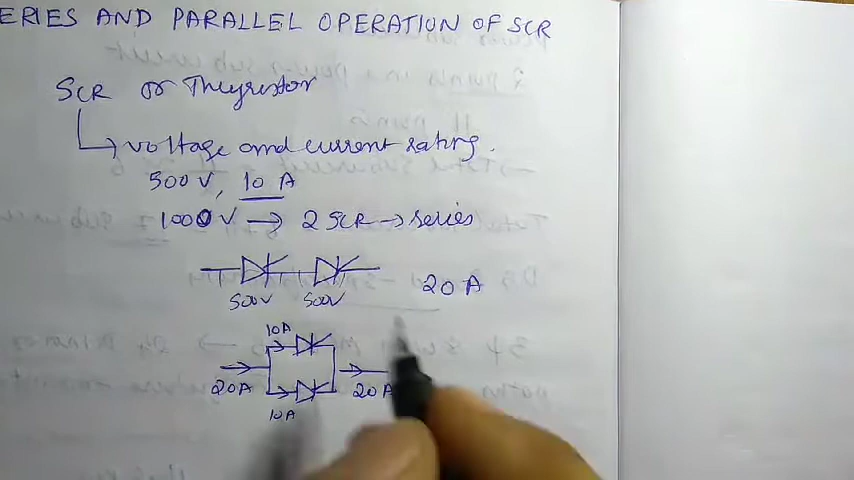 ERIES AND PARALLEL OPERATION OF SCR
SCR or Theyristor
voltage and current rating.
500 V, 10 A
1000 V → 2 SCR → series
500V 500V 20 A
10A
20A 20A
10A